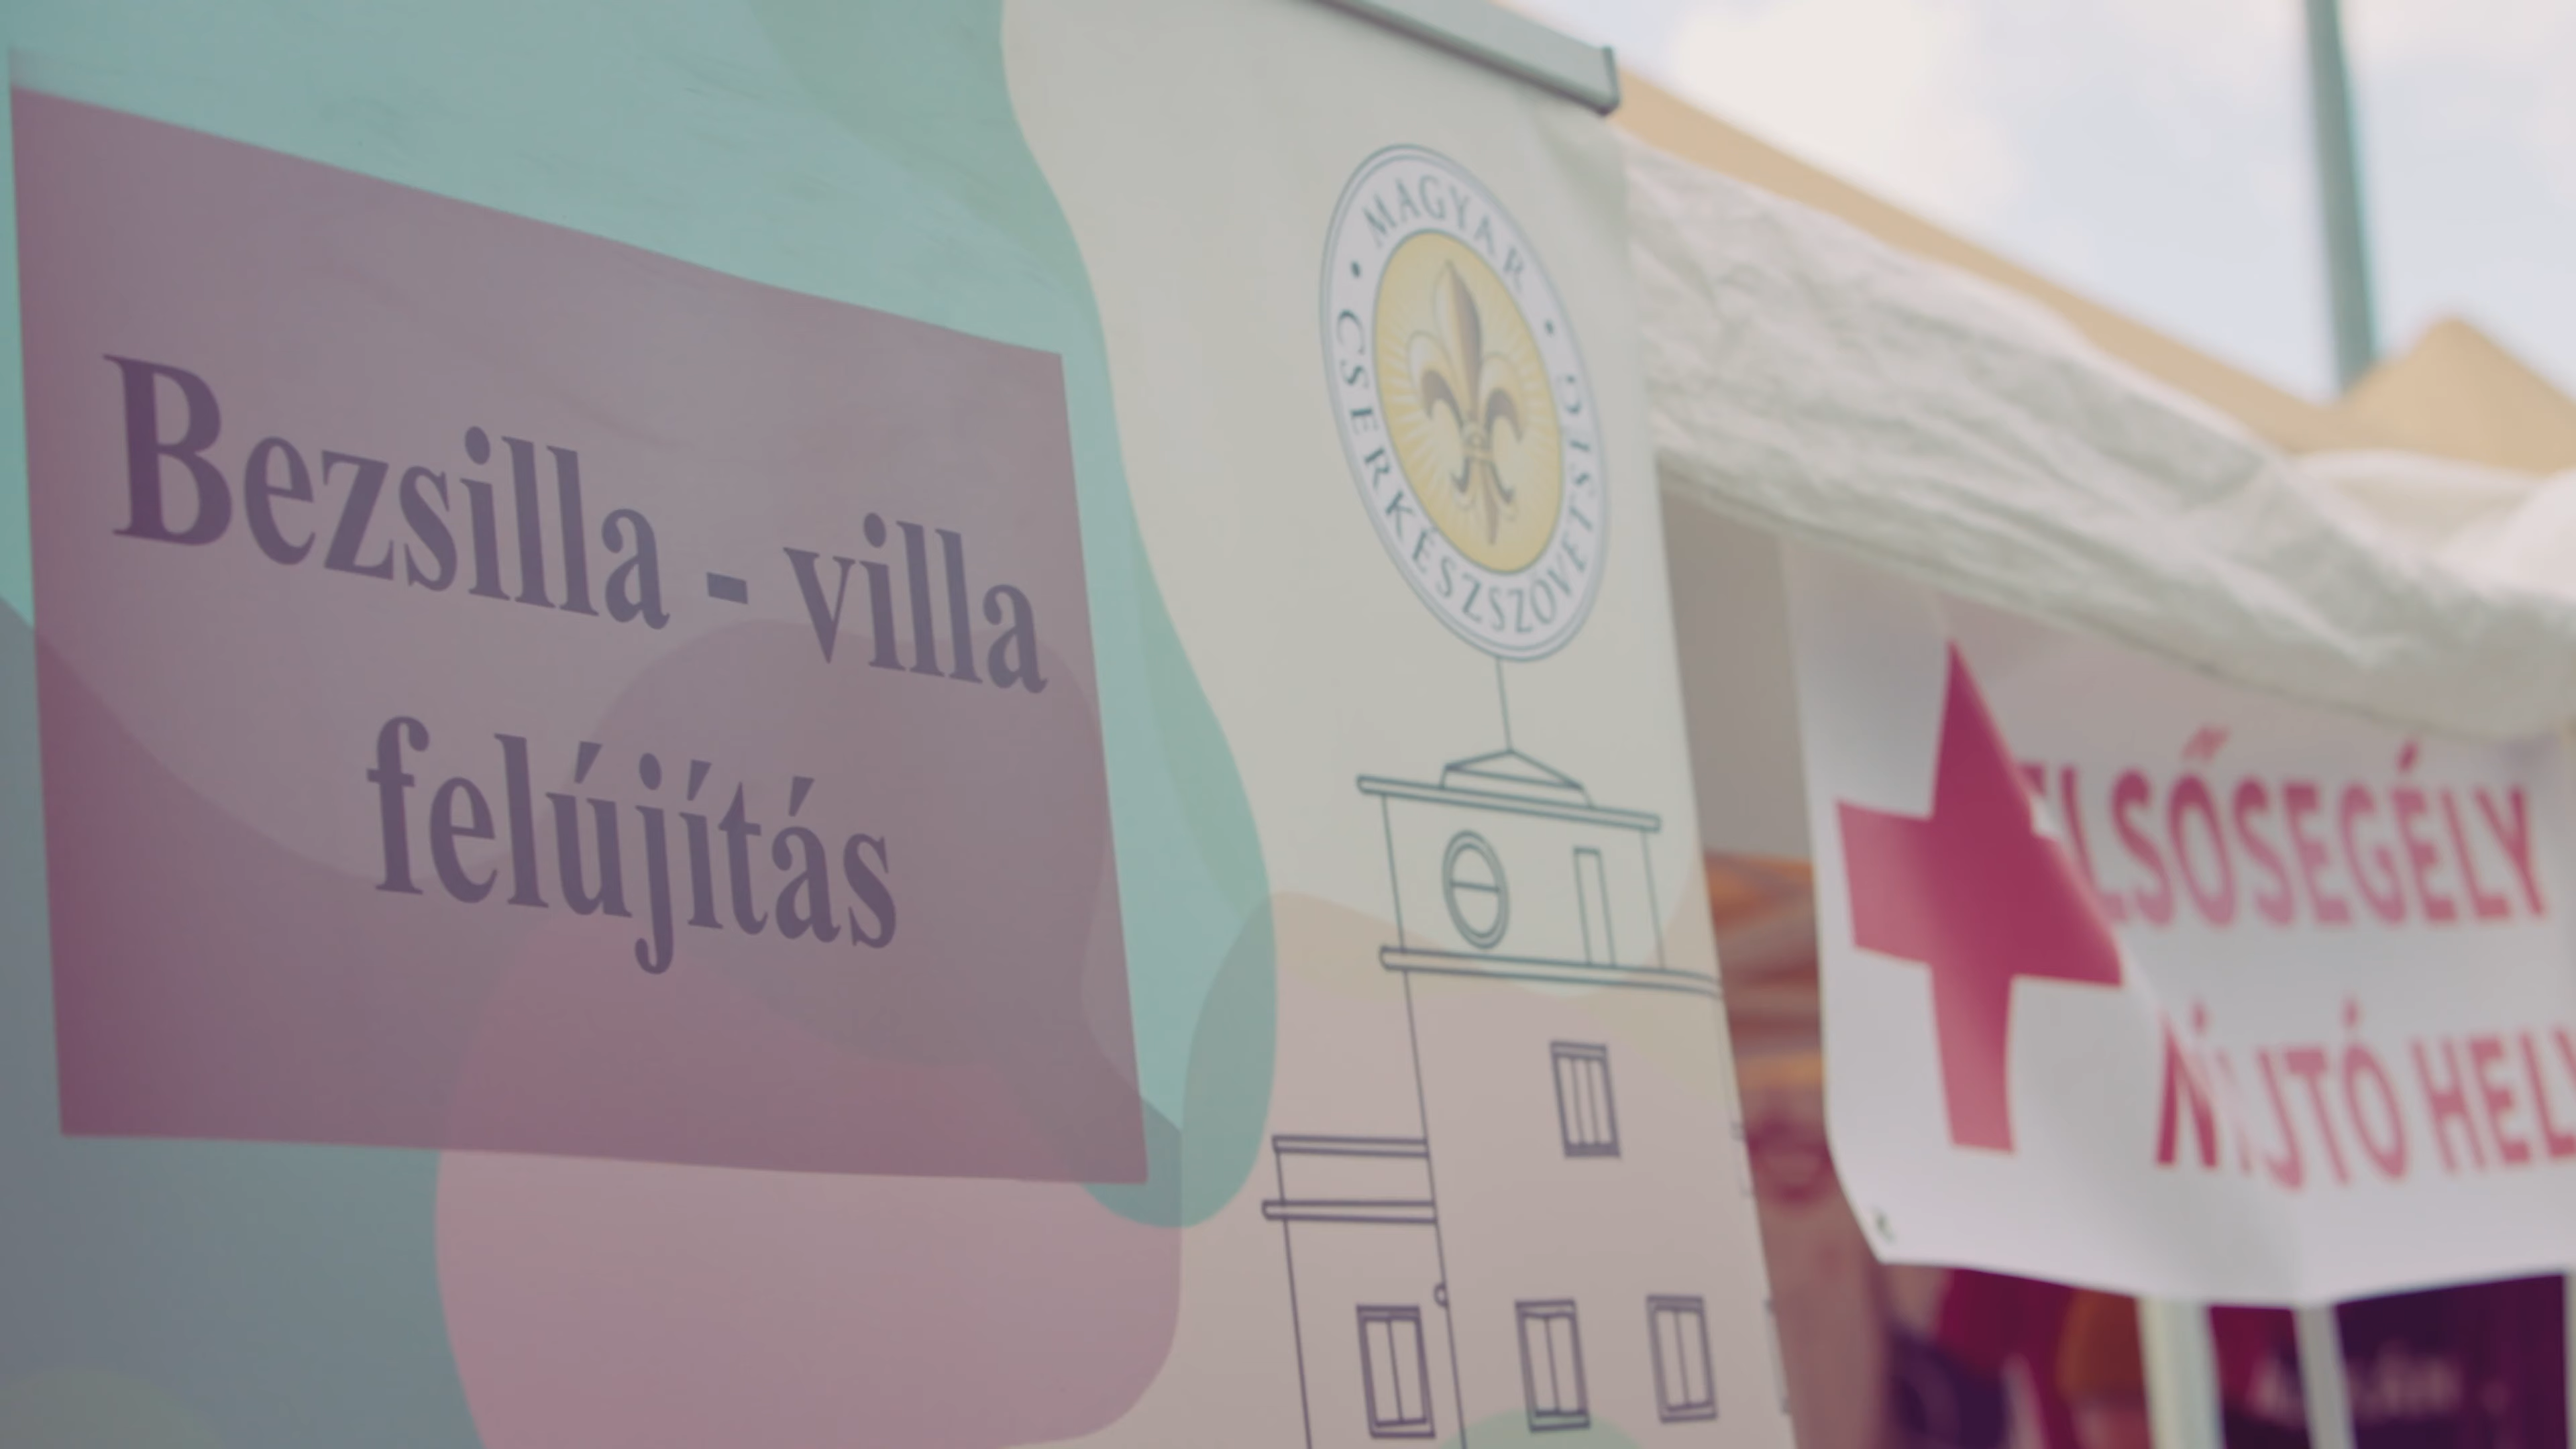 Bezsilla - villa
felújítás
• MAGYAR •
CSERKÉSZSZÖVETSÉG
ELSŐSEGÉLY